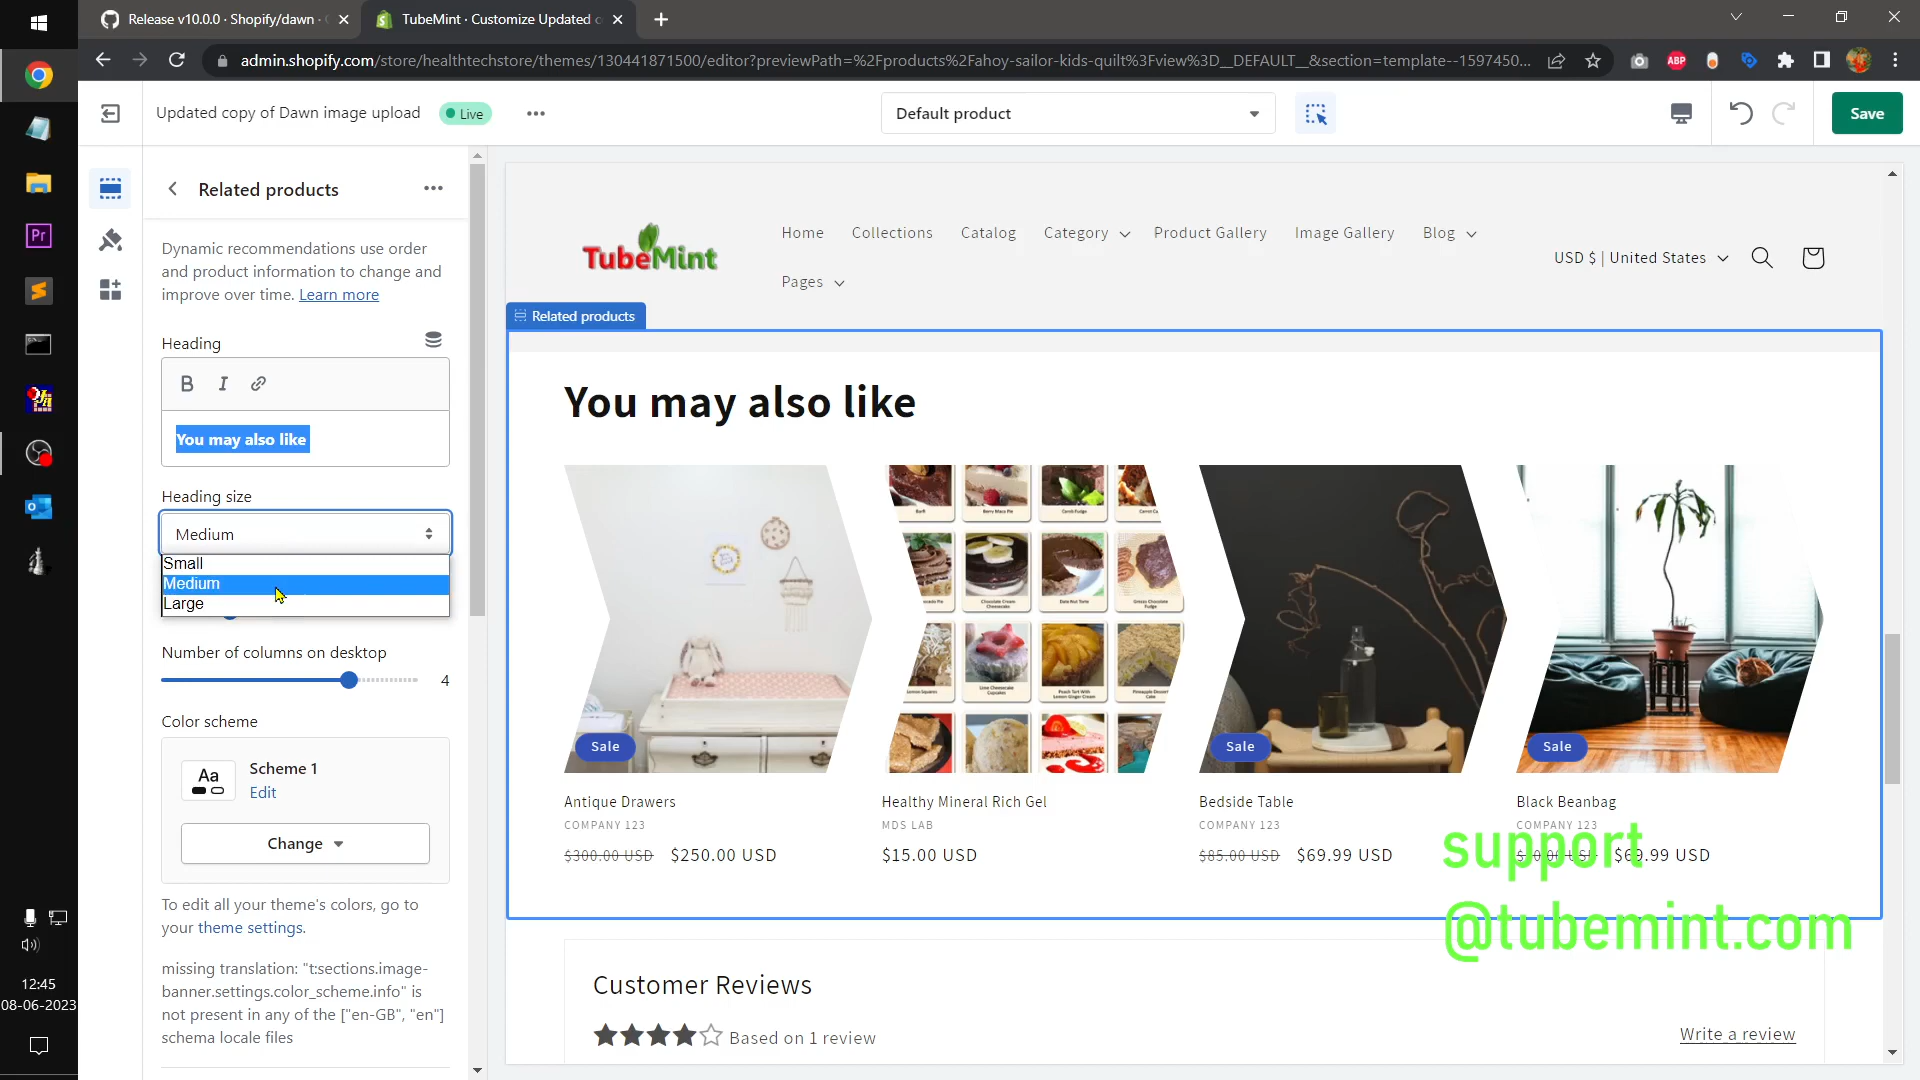 Release v10.0.0 · Shopify/dawn ·
TubeMint · Customize Updated c
admin.shopify.com/store/healthtechstore/themes/130441871500/editor?previewPath=%2Fproducts%2Fahoy-sailor-kids-quilt%3Fview%3D__DEFAULT__&section=template--1597450...
ABP
Updated copy of Dawn image upload
Live
Default product
Save
Pr
Related products
Dynamic recommendations use order
and product information to change and
improve over time. Learn more
Heading
B I
You may also like
Heading size
Medium
Small
Medium
Large
Number of columns on desktop
4
Color scheme
Aa
Scheme 1
Edit
Change
To edit all your theme's colors, go to
your theme settings.
missing translation: "t:sections.image-
banner.settings.color_scheme.info" is
not present in any of the ["en-GB", "en"]
schema locale files
12:45
08-06-2023
TubeMint
Home Collections Catalog Category Product Gallery Image Gallery Blog
Pages
USD $ | United States
Related products
You may also like
Sale
Sale
Sale
Antique Drawers
COMPANY 123
$300.00 USD $250.00 USD
Healthy Mineral Rich Gel
MDS LAB
$15.00 USD
Bedside Table
COMPANY 123
$85.00 USD $69.99 USD
Black Beanbag
COMPANY 123
$69.99 USD
support
@tubemint.com
Customer Reviews
Based on 1 review
Write a review